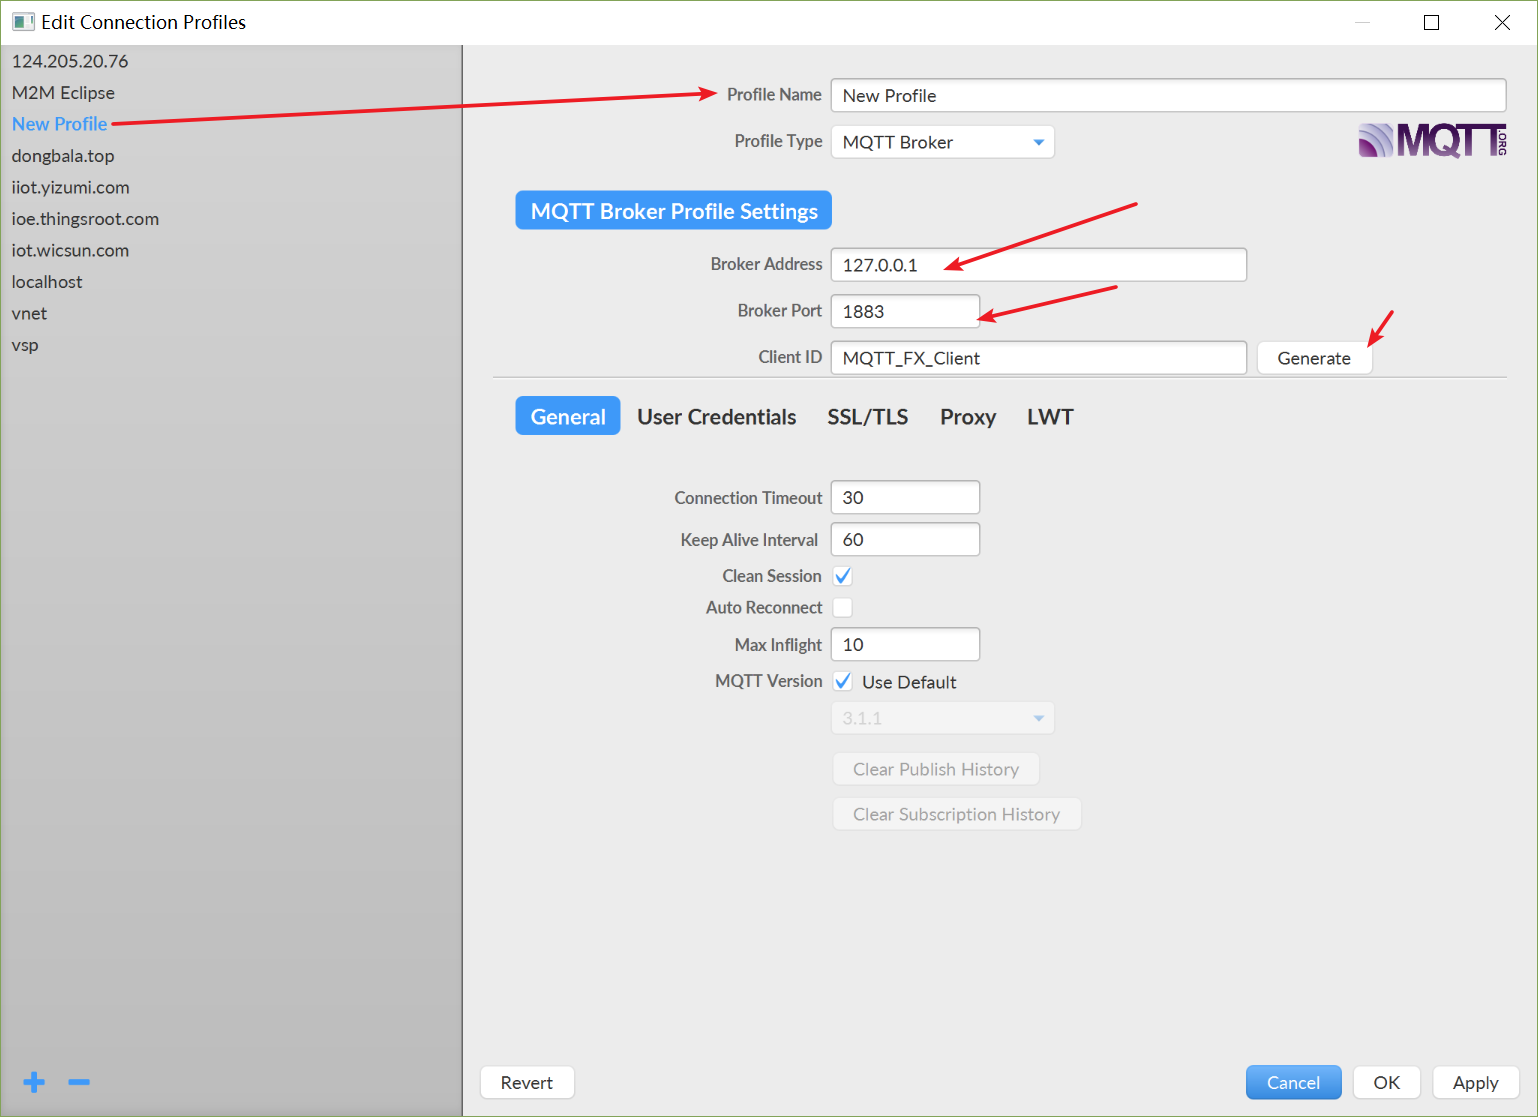 Edit Connection Profiles
124.205.20.76
M2M Eclipse
New Profile
dongbala.top
iiot.yizumi.com
ioe.thingsroot.com
iot.wicsun.com
localhost
vnet
vsp
Profile Name New Profile
Profile Type MQTT Broker
MQTT.ORG
MQTT Broker Profile Settings
Broker Address 127.0.0.1
Broker Port 1883
Client ID MQTT_FX_Client Generate
General User Credentials SSL/TLS Proxy LWT
Connection Timeout 30
Keep Alive Interval 60
Clean Session
Auto Reconnect
Max Inflight 10
MQTT Version Use Default
3.1.1
Clear Publish History
Clear Subscription History
Revert Cancel OK Apply